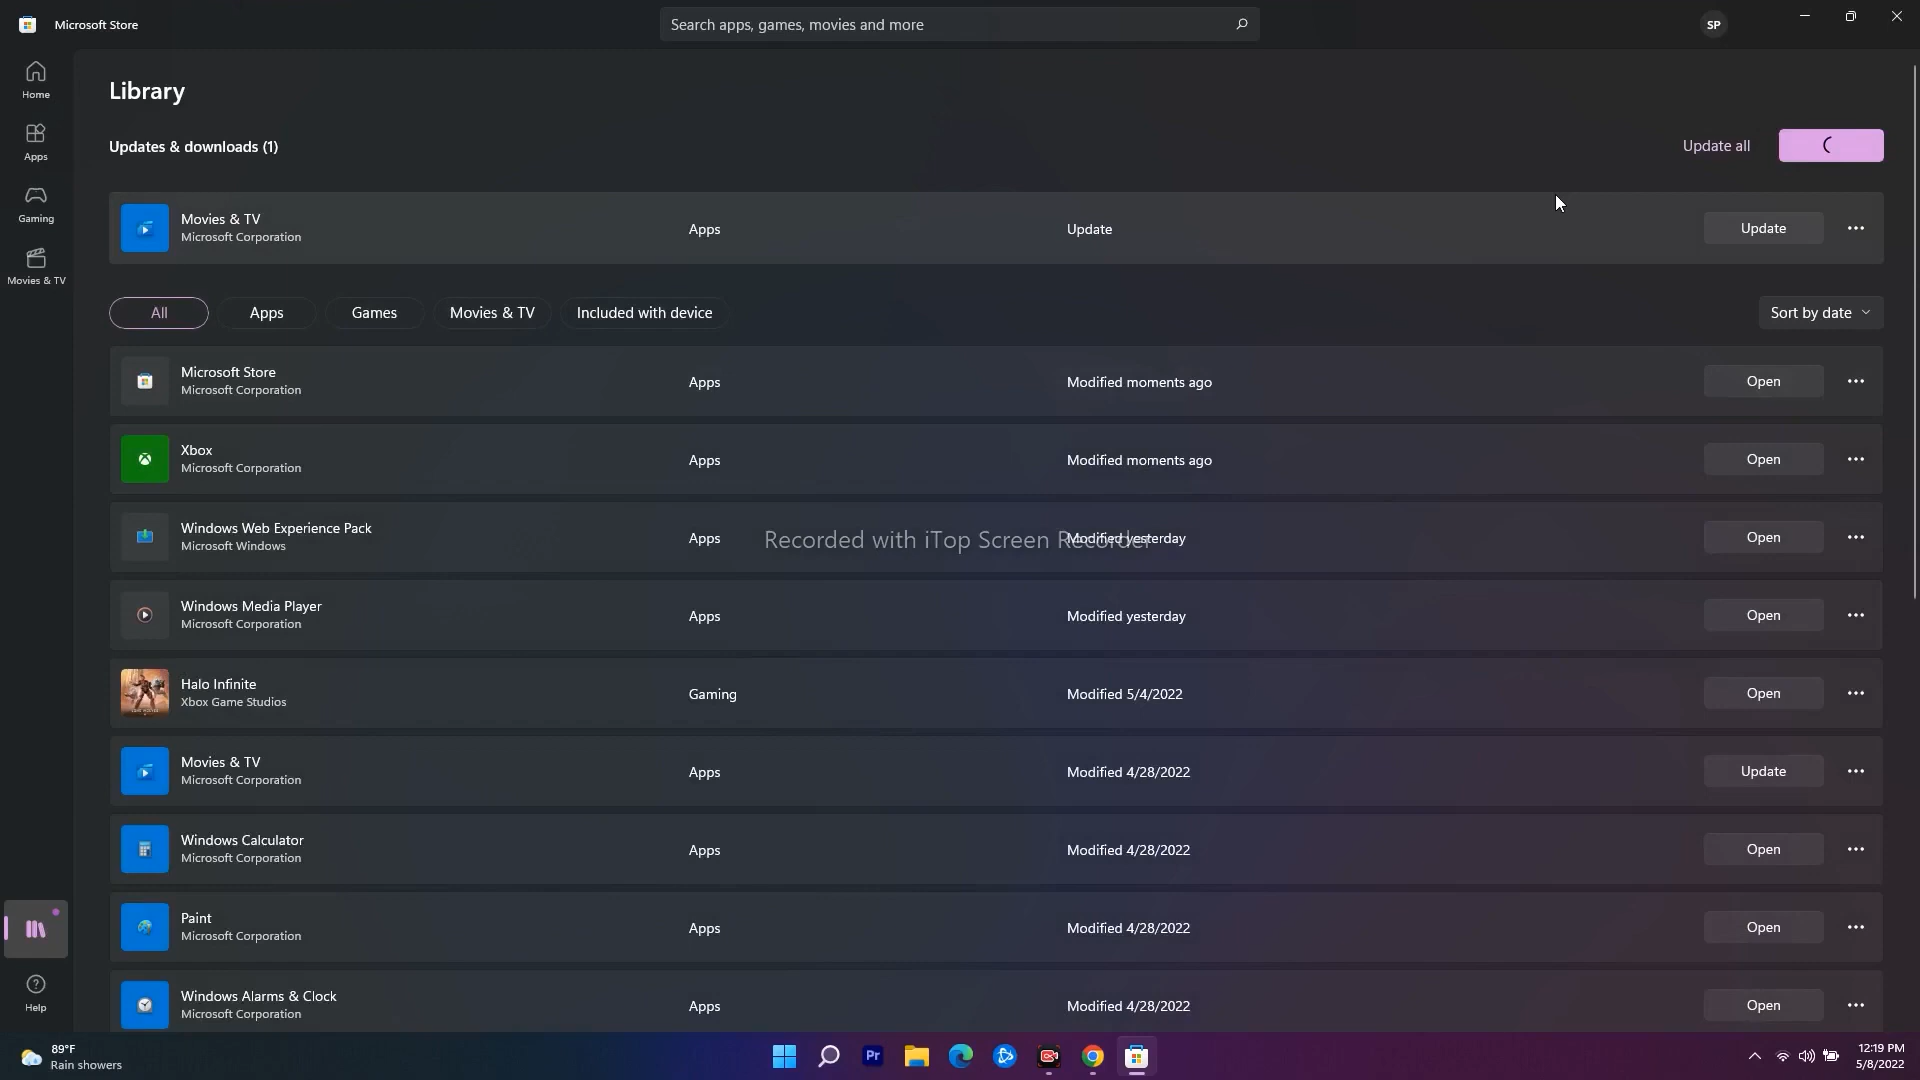 Microsoft Store
Search apps, games, movies and more
SP
Home
Apps
Gaming
Movies & TV
Library
Updates & downloads (1)
Update all
Movies & TV
Microsoft Corporation
Apps
Update
Update
All
Apps
Games
Movies & TV
Included with device
Sort by date
Microsoft Store
Microsoft Corporation
Apps
Modified moments ago
Open
Xbox
Microsoft Corporation
Apps
Modified moments ago
Open
Windows Web Experience Pack
Microsoft Windows
Apps
Recorded with iTop Screen Recorder
Modified yesterday
Open
Windows Media Player
Microsoft Corporation
Apps
Modified yesterday
Open
Halo Infinite
Xbox Game Studios
Gaming
Modified 5/4/2022
Open
Movies & TV
Microsoft Corporation
Apps
Modified 4/28/2022
Update
Windows Calculator
Microsoft Corporation
Apps
Modified 4/28/2022
Open
Paint
Microsoft Corporation
Apps
Modified 4/28/2022
Open
Windows Alarms & Clock
Microsoft Corporation
Apps
Modified 4/28/2022
Open
Help
89°F
Rain showers
Pr
12:19 PM
5/8/2022